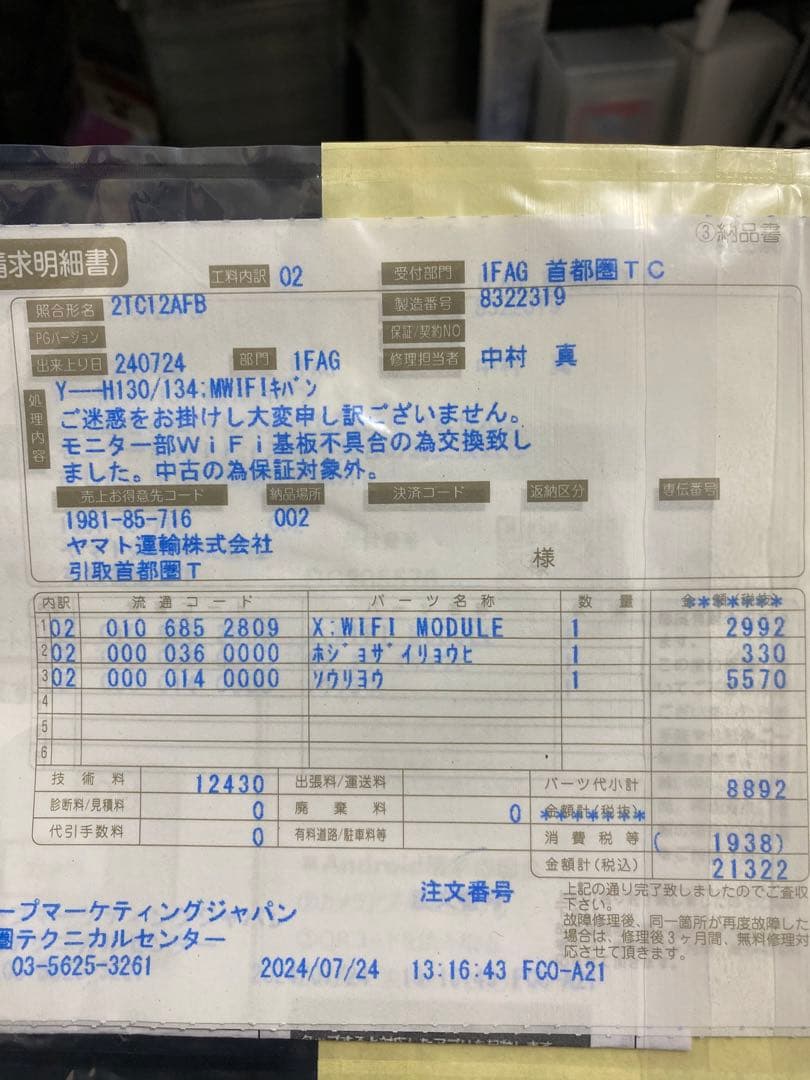 ③納品書
請求明細書)
工料内訳 02 受付部門 1FAG 首都圏TC
照合形名 2TC12AFB 製造番号 8322319
PGバージョン 保証/契約NO
出来上り日 240724 部門 1FAG 修理担当者 中村 真
処理内容
Y---H130/134:MWIFIキバン
ご迷惑をお掛けし大変申し訳ございません。
モニター部WiFi基板不具合の為交換致し
ました。中古の為保証対象外。
売上お得意先コード 納品場所 決済コード 返納区分 専伝番号
1981-85-716 002
ヤマト運輸株式会社
引取首都圏T 様
内訳 流通コード パーツ名称 数量 金額(税抜)
1 02 010 685 2809 X:WIFI MODULE 1 2992
2 02 000 036 0000 ホジョザイリョウヒ 1 330
3 02 000 014 0000 ソウリヨウ 1 5570
4
5
6
技術料 12430 出張料/運送料 パーツ代小計 8892
診断料/見積料 0 廃棄料 0 金額計(税抜) *******
代引手数料 0 有料道路/駐車料等 消費税等 ( 1938)
金額計(税込) 21322
注文番号
上記の通り完了致しましたのでご査収
下さい。
故障修理後、同一箇所が再度故障した
場合は、修理後3ヶ月間、無料修理対
応させて頂きます。
ープマーケティングジャパン
圏テクニカルセンター
03-5625-3261 2024/07/24 13:16:43 FC0-A21